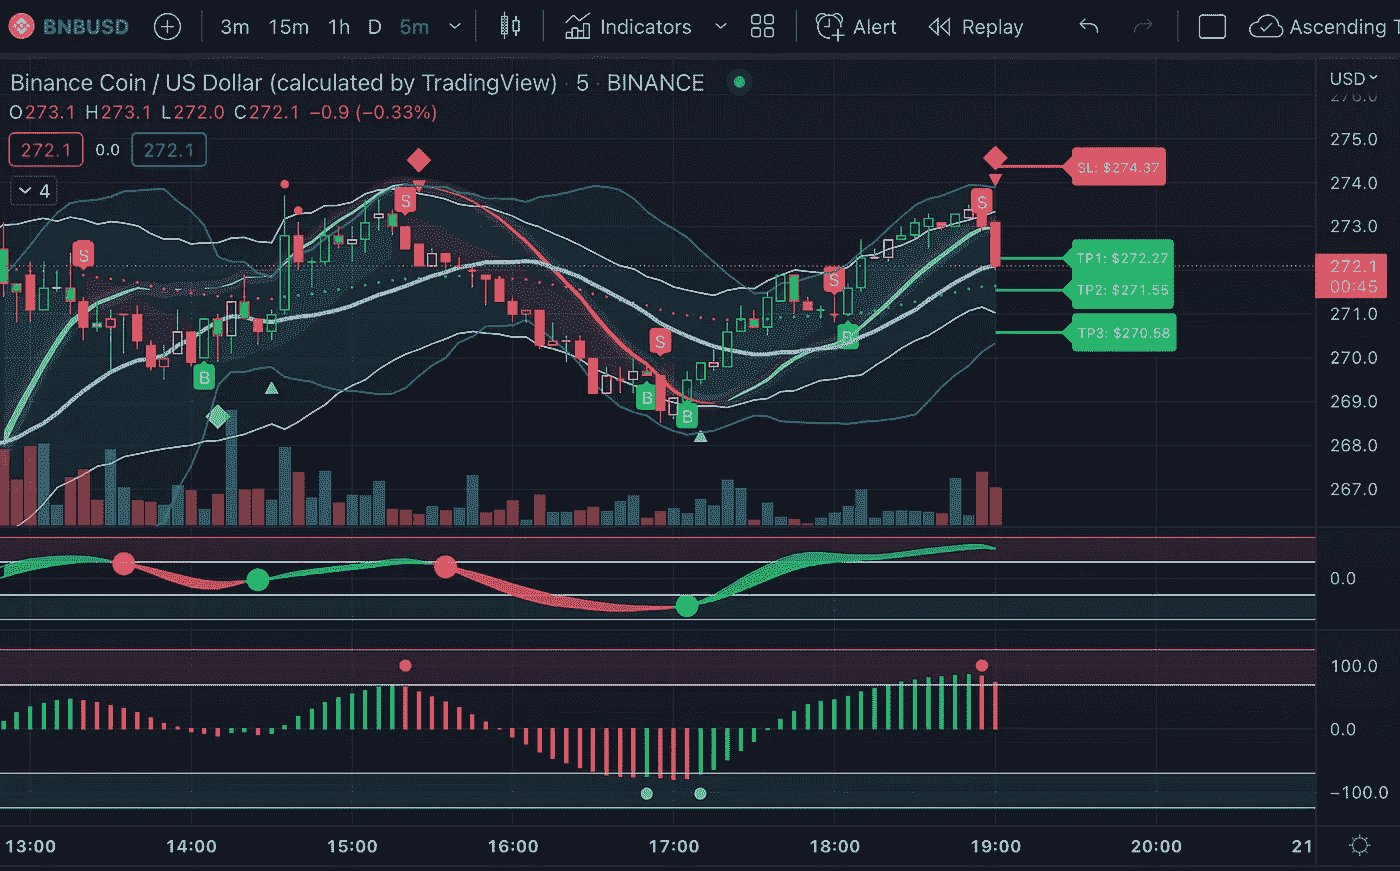 BNBUSD 3m 15m 1h D 5m Indicators Alert Replay Ascending T
Binance Coin / US Dollar (calculated by TradingView) · 5 · BINANCE
USD
O273.1 H273.1 L272.0 C272.1 −0.9 (−0.33%)
272.1 0.0 272.1
4
276.0
275.0
274.0
273.0
272.1
00:45
271.0
270.0
269.0
268.0
267.0
SL: $274.37
TP1: $272.27
TP2: $271.55
TP3: $270.58
S
B
S
B
S
B
S
B
S
0.0
100.0
0.0
−100.0
13:00 14:00 15:00 16:00 17:00 18:00 19:00 20:00 21